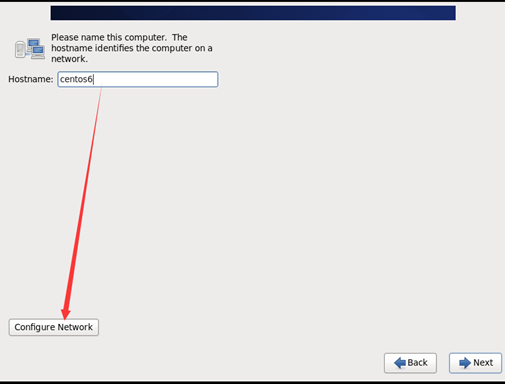 Please name this computer.  The
hostname identifies the computer on a
network.
Hostname: centos6
Configure Network
Back Next